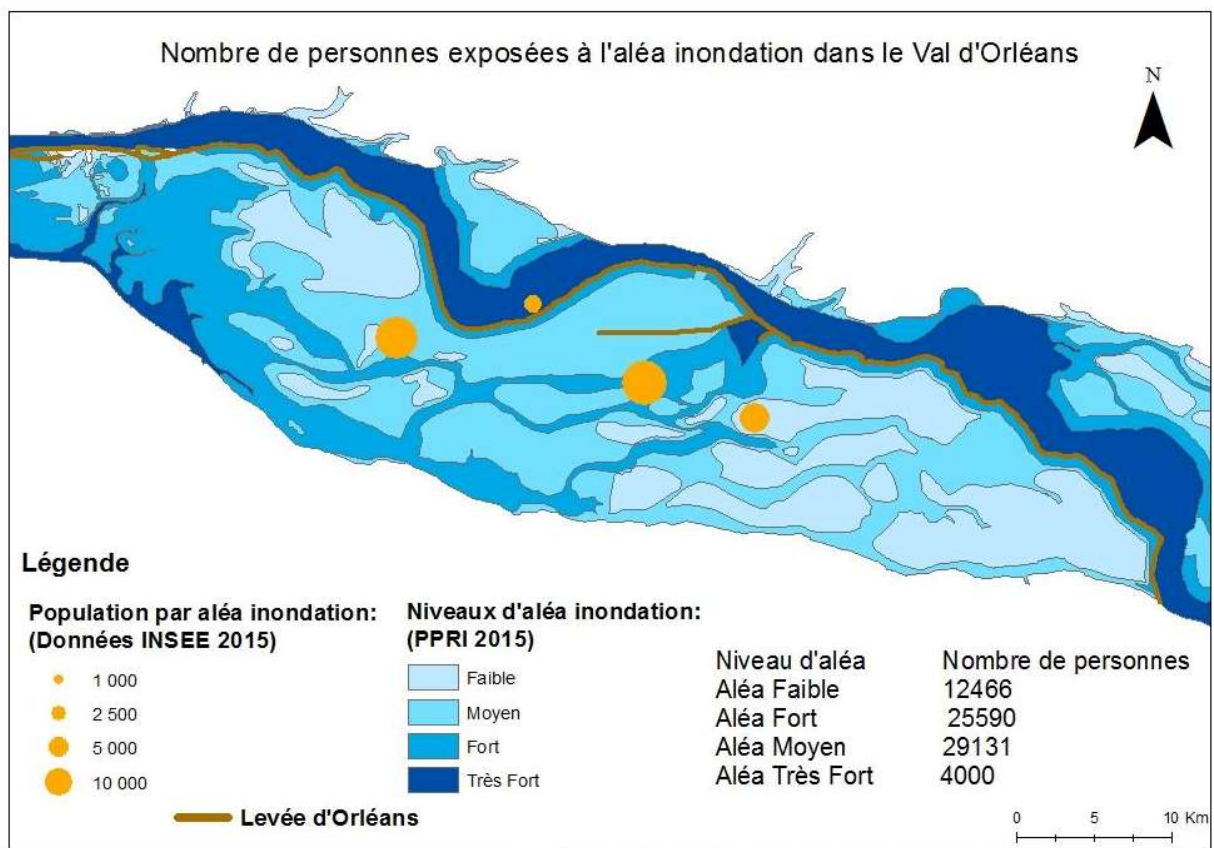 Nombre de personnes exposées à l'aléa inondation dans le Val d'Orléans
N
Légende
Population par aléa inondation:
(Données INSEE 2015)
1 000
2 500
5 000
10 000
Niveaux d'aléa inondation:
(PPRI 2015)
Faible
Moyen
Fort
Très Fort
Levée d'Orléans
Niveau d'aléa Nombre de personnes
Aléa Faible 12466
Aléa Fort 25590
Aléa Moyen 29131
Aléa Très Fort 4000
0 5 10 Km